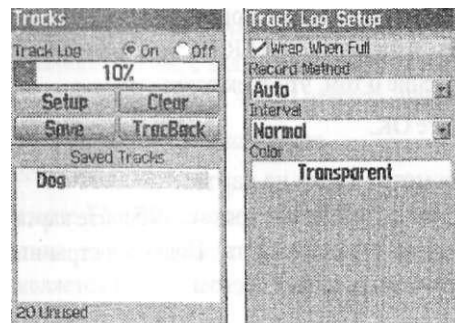 Tracks
Track Log On Off
10%
Setup Clear
Save TracBack
Saved Tracks
Dog
20 Unused
Track Log Setup
Wrap When Full
Record Method
Auto
Interval
Normal
Color
Transparent